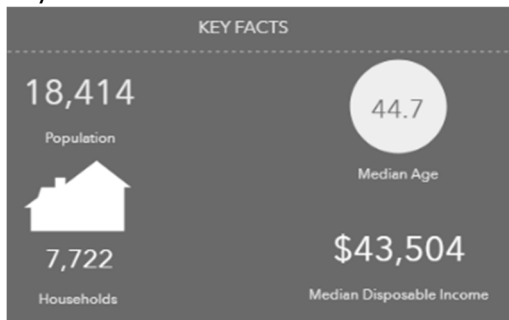 KEY FACTS
18,414
Population
44.7
Median Age
7,722
Households
$43,504
Median Disposable Income